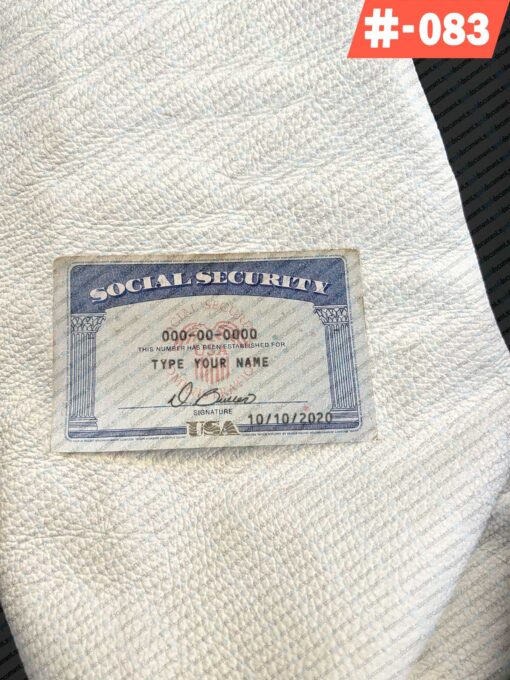 #-083
SOCIAL SECURITY
000-00-0000
THIS NUMBER HAS BEEN ESTABLISHED FOR
TYPE YOUR NAME
SIGNATURE
10/10/2020
USA